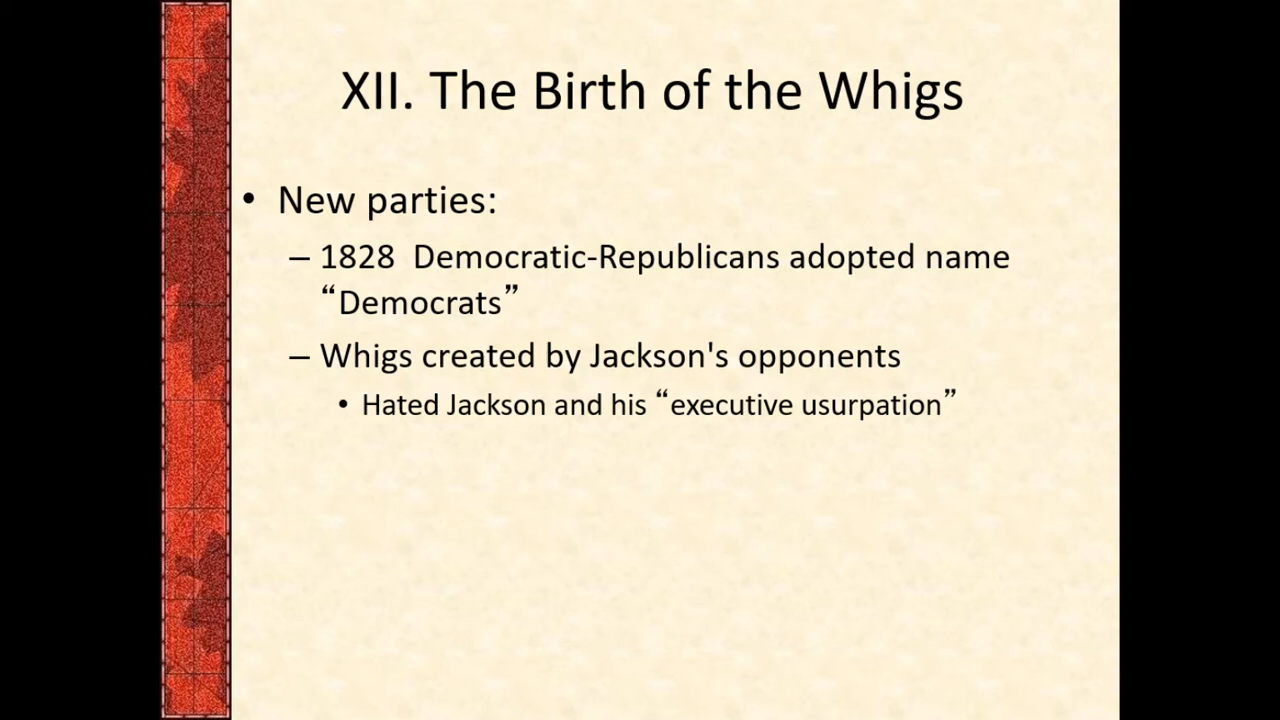 XII. The Birth of the Whigs
• New parties:
– 1828  Democratic-Republicans adopted name
“Democrats”
– Whigs created by Jackson's opponents
• Hated Jackson and his “executive usurpation”